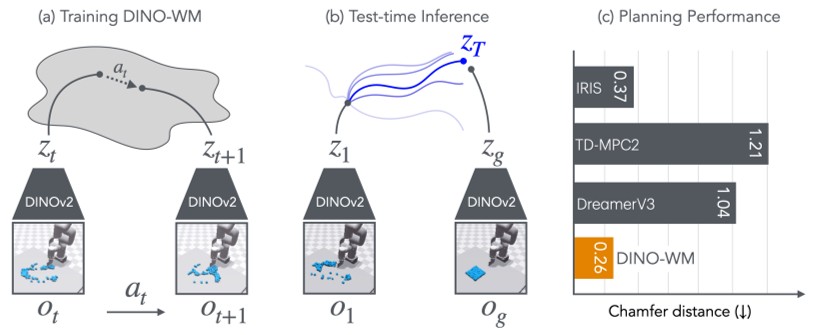 (a) Training DINO-WM
a_t
z_t
z_{t+1}
DINOv2
DINOv2
o_t
a_t
o_{t+1}
(b) Test-time Inference
z_T
z_1
z_g
DINOv2
DINOv2
o_1
o_g
(c) Planning Performance
IRIS 0.37
TD-MPC2 1.21
DreamerV3 1.04
0.26 DINO-WM
Chamfer distance (↓)